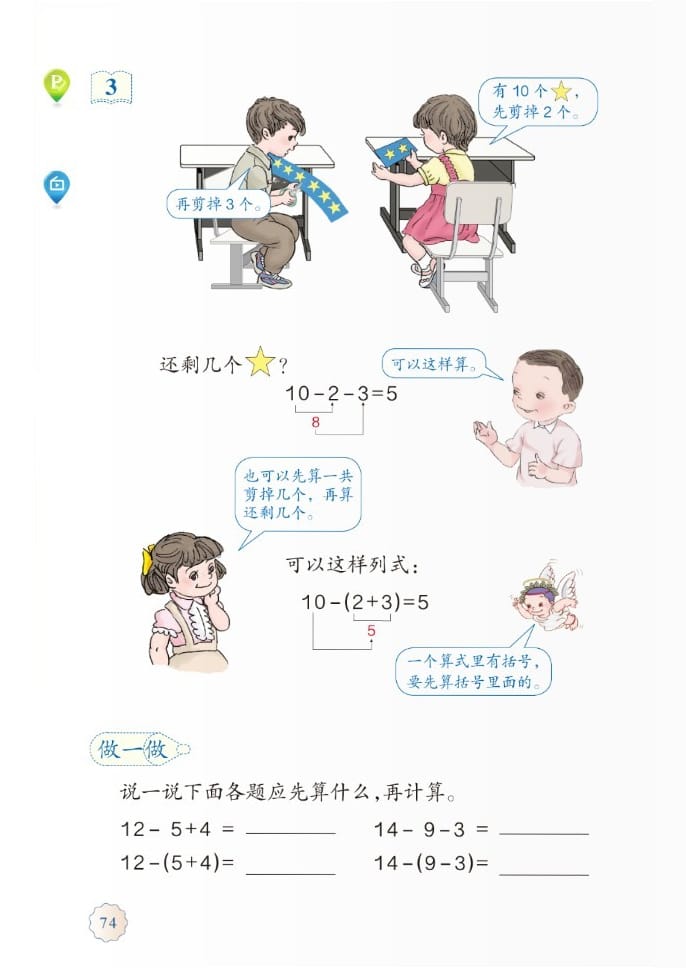 3
有10个，
先剪掉2个。
再剪掉3个。
还剩几个？
可以这样算。
10-2-3=5
8
也可以先算一共
剪掉几个，再算
还剩几个。
可以这样列式：
10-(2+3)=5
5
一个算式里有括号，
要先算括号里面的。
做一做
说一说下面各题应先算什么，再计算。
12-5+4=
14-9-3=
12-(5+4)=
14-(9-3)=
74